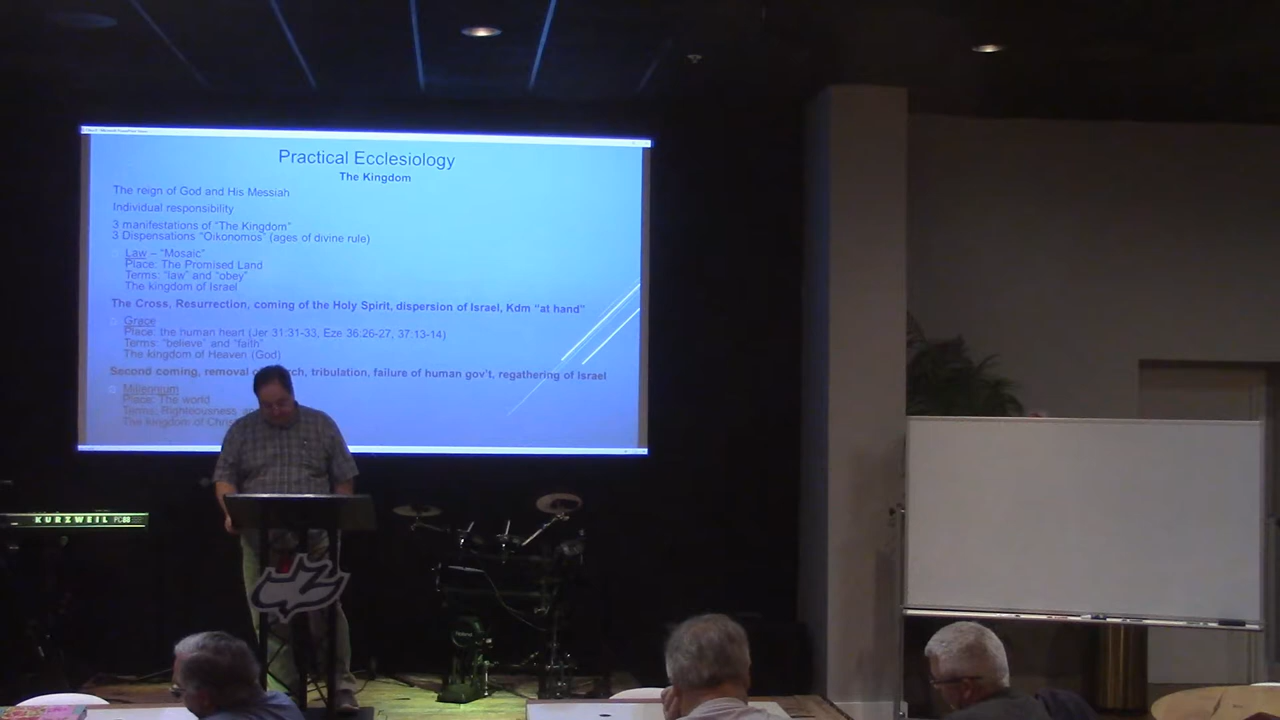 Practical Ecclesiology
The Kingdom
The reign of God and His Messiah
Individual responsibility
3 manifestations of "The Kingdom"
3 Dispensations "Oikonomos" (ages of divine rule)
Law – "Mosaic"
Place: The Promised Land
Terms: "law" and "obey"
The kingdom of Israel
The Cross, Resurrection, coming of the Holy Spirit, dispersion of Israel, Kdm "at hand"
Grace
Place: the human heart (Jer 31:31-33, Eze 36:26-27, 37:13-14)
Terms: "believe" and "faith"
The kingdom of Heaven (God)
Second coming, removal of tribulation, failure of human gov't, regathering of Israel
Millennium
Place: The world
Terms: Righteousness
The kingdom of
KURZWEIL PC88
Roland